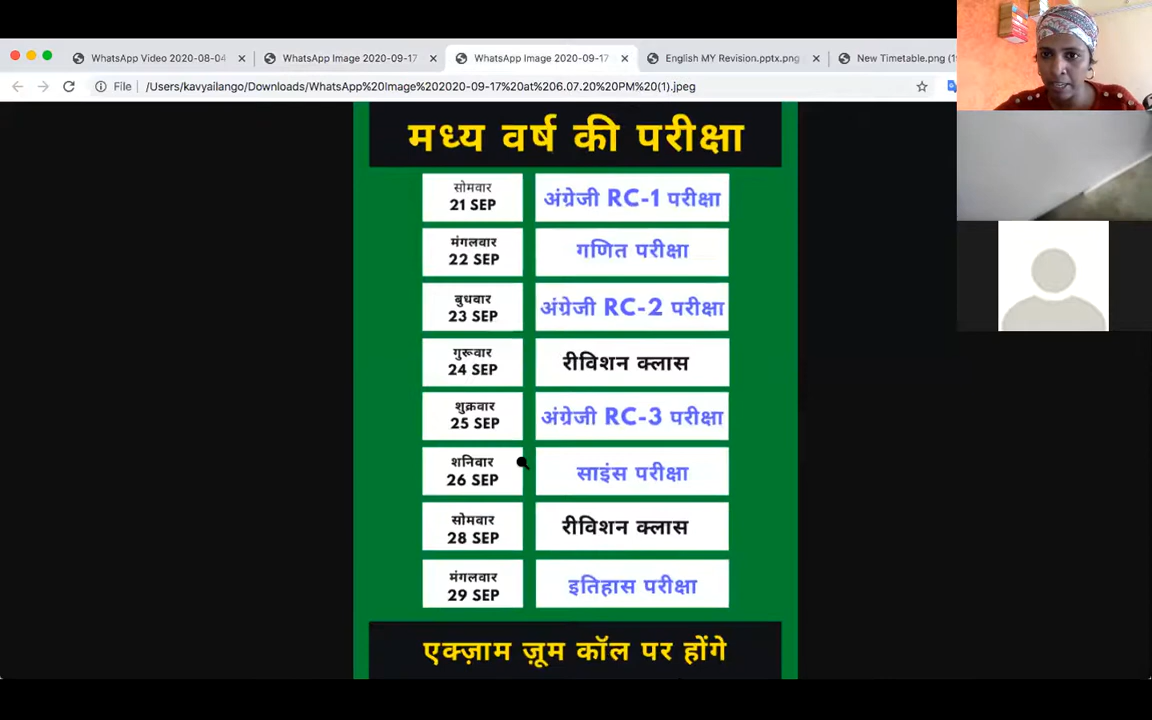 WhatsApp Video 2020-08-04
WhatsApp Image 2020-09-17
WhatsApp Image 2020-09-17
English MY Revision.pptx.png
New Timetable.png (1
File
/Users/kavyailango/Downloads/WhatsApp%20Image%202020-09-17%20at%206.07.20%20PM%20(1).jpeg
मध्य वर्ष की परीक्षा
सोमवार
21 SEP
अंग्रेजी RC-1 परीक्षा
मंगलवार
22 SEP
गणित परीक्षा
बुधबार
23 SEP
अंग्रेजी RC-2 परीक्षा
गुरूवार
24 SEP
रीविशन क्लास
शुक्रवार
25 SEP
अंग्रेजी RC-3 परीक्षा
शनिवार
26 SEP
साइंस परीक्षा
सोमवार
28 SEP
रीविशन क्लास
मंगलवार
29 SEP
इतिहास परीक्षा
एक्ज़ाम ज़ूम कॉल पर होंगे